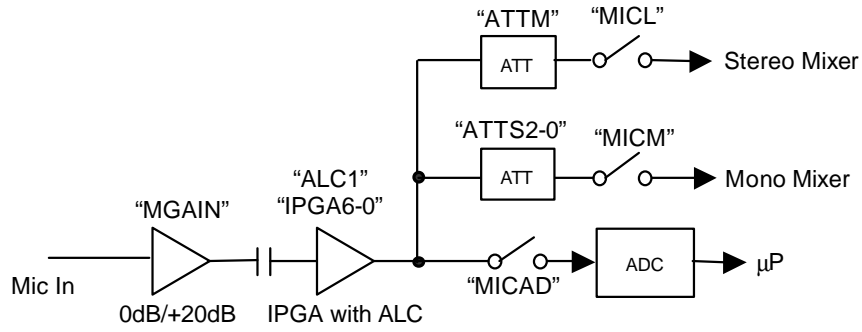 “ATTM”
“MICL”
ATT
Stereo Mixer
“ATTS2-0”
“MICM”
ATT
Mono Mixer
“ALC1”
“IPGA6-0”
“MGAIN”
Mic In
0dB/+20dB
IPGA with ALC
“MICAD”
ADC
μP